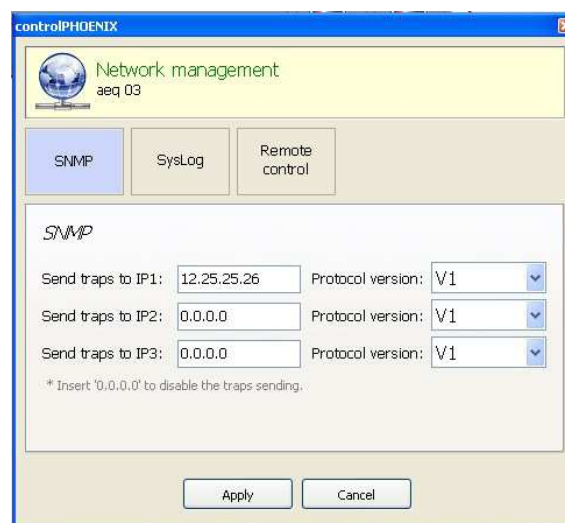 controlPHOENIX
Network management
aeq 03
SNMP
SysLog
Remote
control
SNMP
Send traps to IP1: 12.25.25.26 Protocol version: V1
Send traps to IP2: 0.0.0.0 Protocol version: V1
Send traps to IP3: 0.0.0.0 Protocol version: V1
* Insert '0.0.0.0' to disable the traps sending.
Apply Cancel